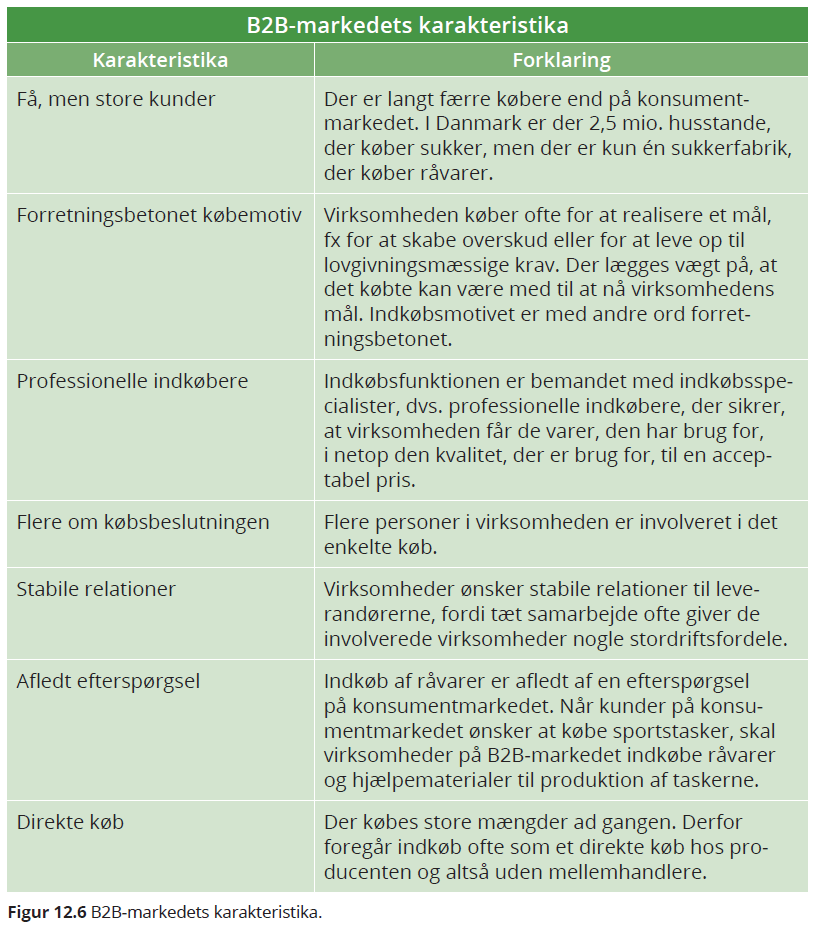 B2B-markedets karakteristika
Karakteristika
Forklaring
Få, men store kunder
Der er langt færre købere end på konsument-
markedet. I Danmark er der 2,5 mio. husstande,
der køber sukker, men der er kun én sukkerfabrik,
der køber råvarer.
Forretningsbetonet købemotiv
Virksomheden køber ofte for at realisere et mål,
fx for at skabe overskud eller for at leve op til
lovgivningsmæssige krav. Der lægges vægt på, at
det købte kan være med til at nå virksomhedens
mål. Indkøbsmotivet er med andre ord forret-
ningsbetonet.
Professionelle indkøbere
Indkøbsfunktionen er bemandet med indkøbsspe-
cialister, dvs. professionelle indkøbere, der sikrer,
at virksomheden får de varer, den har brug for,
i netop den kvalitet, der er brug for, til en accep-
tabel pris.
Flere om købsbeslutningen
Flere personer i virksomheden er involveret i det
enkelte køb.
Stabile relationer
Virksomheder ønsker stabile relationer til leve-
randørerne, fordi tæt samarbejde ofte giver de
involverede virksomheder nogle stordriftsfordele.
Afledt efterspørgsel
Indkøb af råvarer er afledt af en efterspørgsel
på konsumentmarkedet. Når kunder på konsu-
mentmarkedet ønsker at købe sportstasker, skal
virksomheder på B2B-markedet indkøbe råvarer
og hjælpematerialer til produktion af taskerne.
Direkte køb
Der købes store mængder ad gangen. Derfor
foregår indkøb ofte som et direkte køb hos pro-
ducenten og altså uden mellemhandlere.
Figur 12.6 B2B-markedets karakteristika.